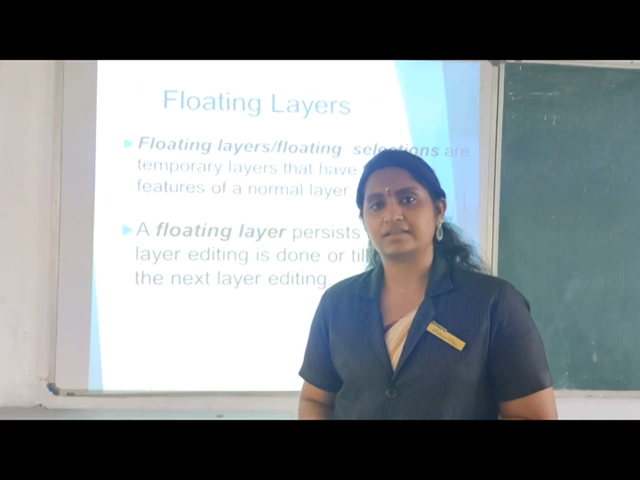 Floating Layers
Floating layers/floating selections are
temporary layers that have
features of a normal layer
A floating layer persists
layer editing is done or till
the next layer editing.